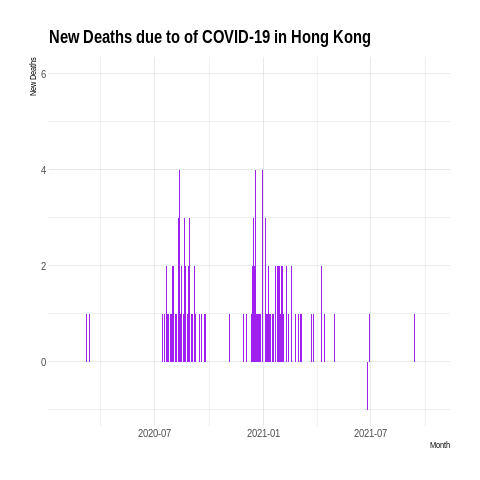 New Deaths due to of COVID-19 in Hong Kong
New Deaths
6
4
2
0
2020-07
2021-01
2021-07
Month